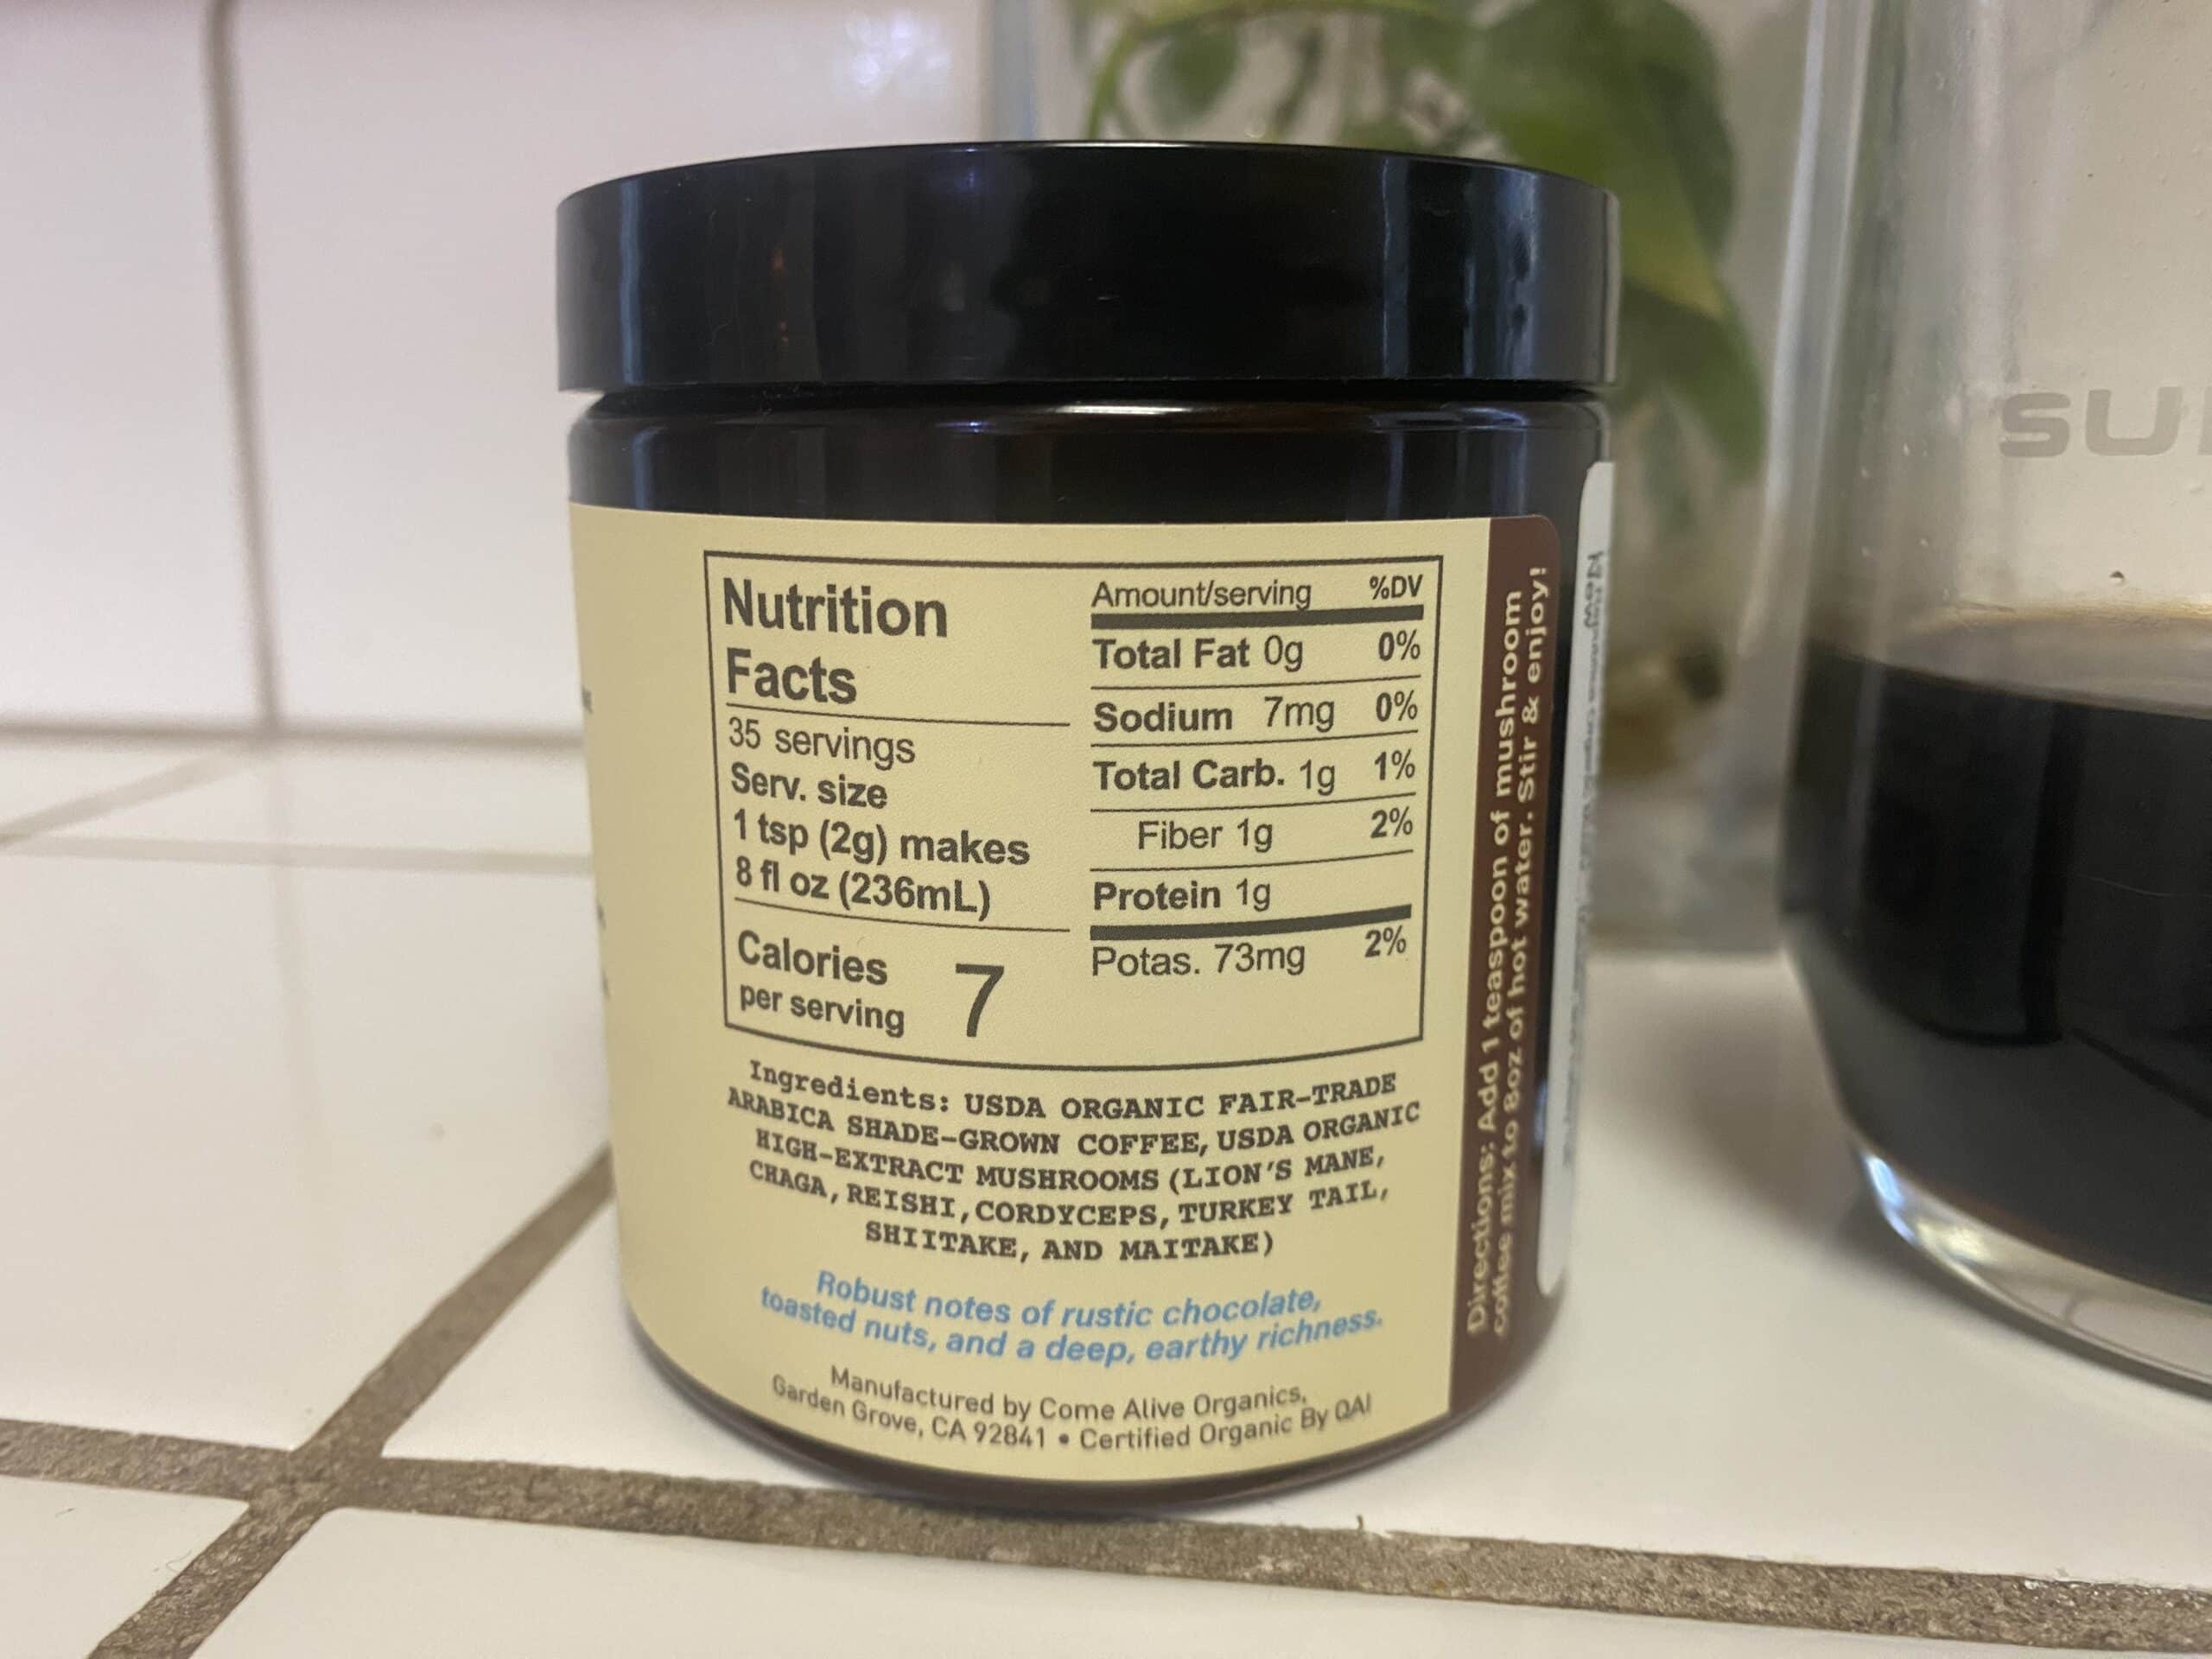 Nutrition
Facts
35 servings
Serv. size
1 tsp (2g) makes
8 fl oz (236mL)
Calories
per serving 7
Amount/serving %DV
Total Fat 0g 0%
Sodium 7mg 0%
Total Carb. 1g 1%
Fiber 1g 2%
Protein 1g
Potas. 73mg 2%
Ingredients: USDA ORGANIC FAIR-TRADE
ARABICA SHADE-GROWN COFFEE, USDA ORGANIC
HIGH-EXTRACT MUSHROOMS (LION'S MANE,
CHAGA, REISHI, CORDYCEPS, TURKEY TAIL,
SHIITAKE, AND MAITAKE)
Robust notes of rustic chocolate,
toasted nuts, and a deep, earthy richness.
Manufactured by Come Alive Organics,
Garden Grove, CA 92841 • Certified Organic By QAI
Directions: Add 1 teaspoon of mushroom
coffee mix to 8oz of hot water. Stir & enjoy!
New
SU